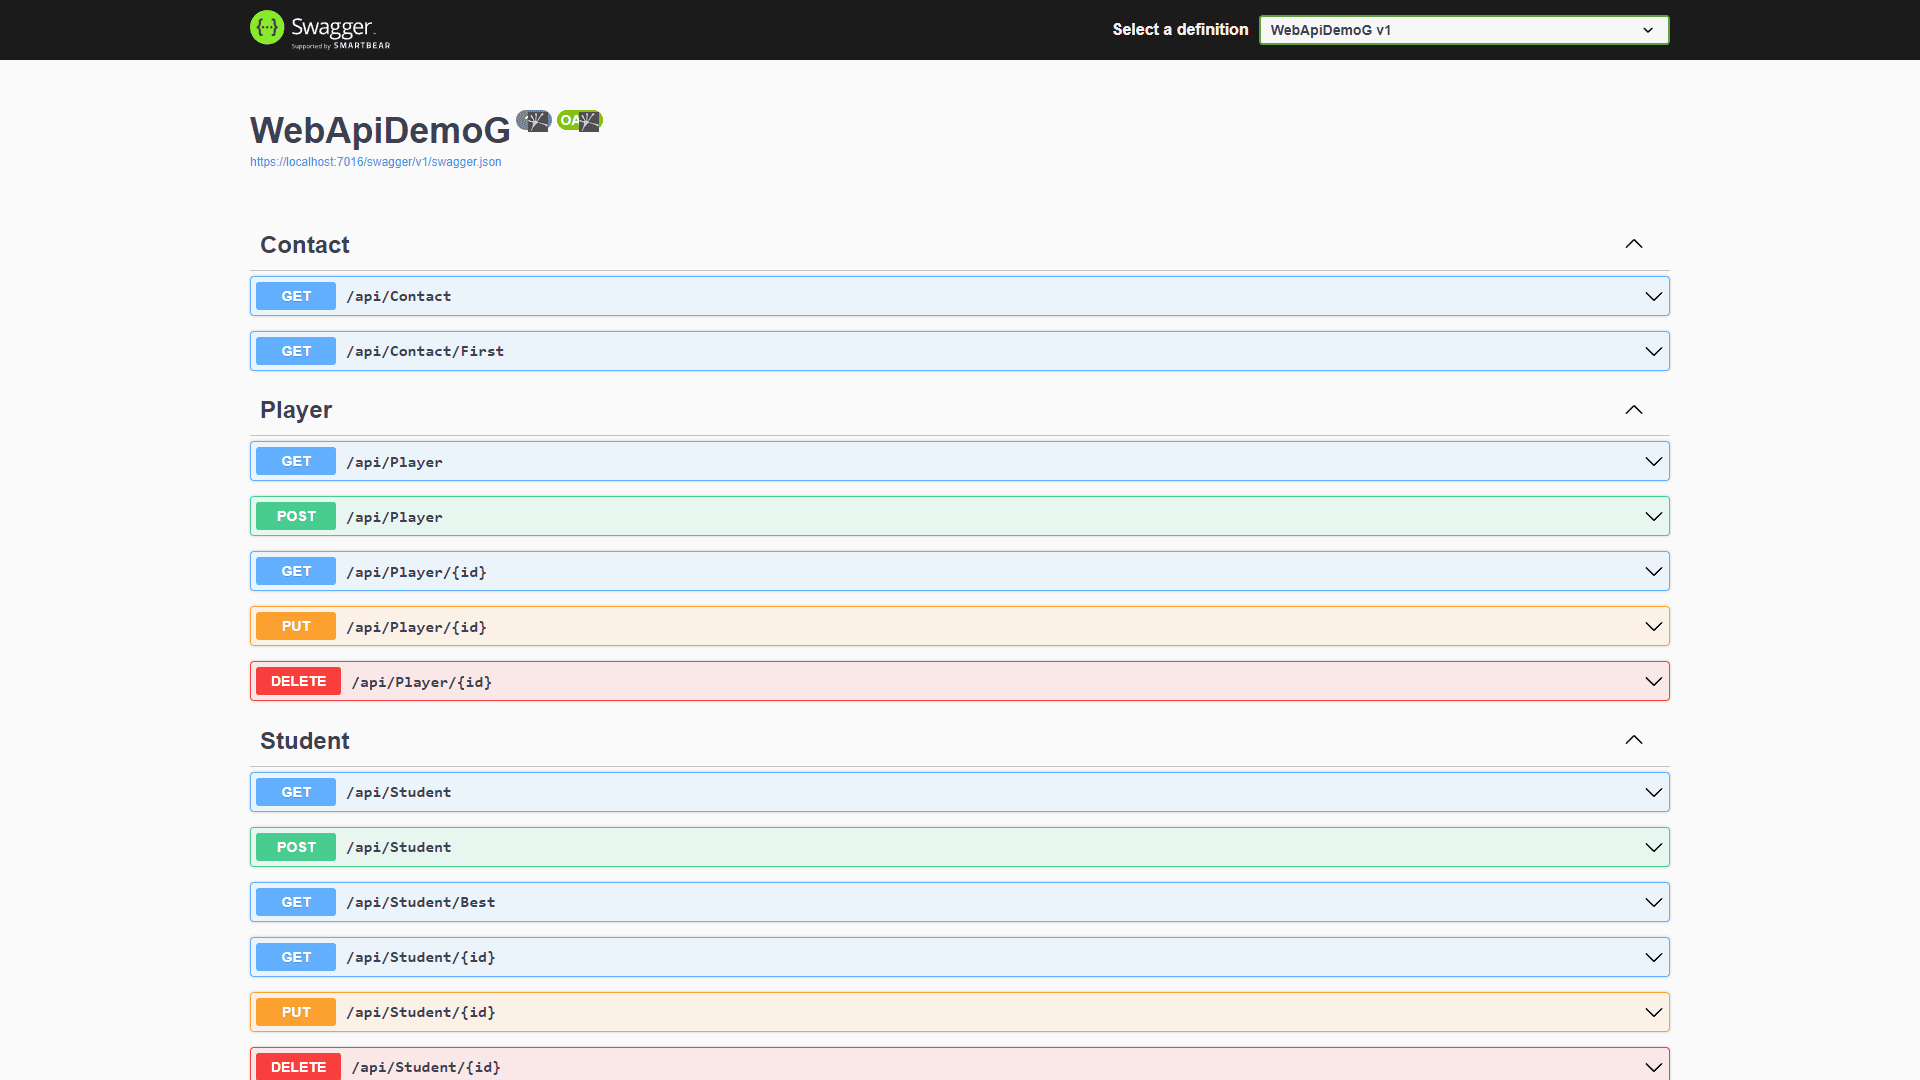 Swagger
Supported by SMARTBEAR
Select a definition
WebApiDemoG v1
WebApiDemoG
OA
https://localhost:7016/swagger/v1/swagger.json
Contact
GET /api/Contact
GET /api/Contact/First
Player
GET /api/Player
POST /api/Player
GET /api/Player/{id}
PUT /api/Player/{id}
DELETE /api/Player/{id}
Student
GET /api/Student
POST /api/Student
GET /api/Student/Best
GET /api/Student/{id}
PUT /api/Student/{id}
DELETE /api/Student/{id}